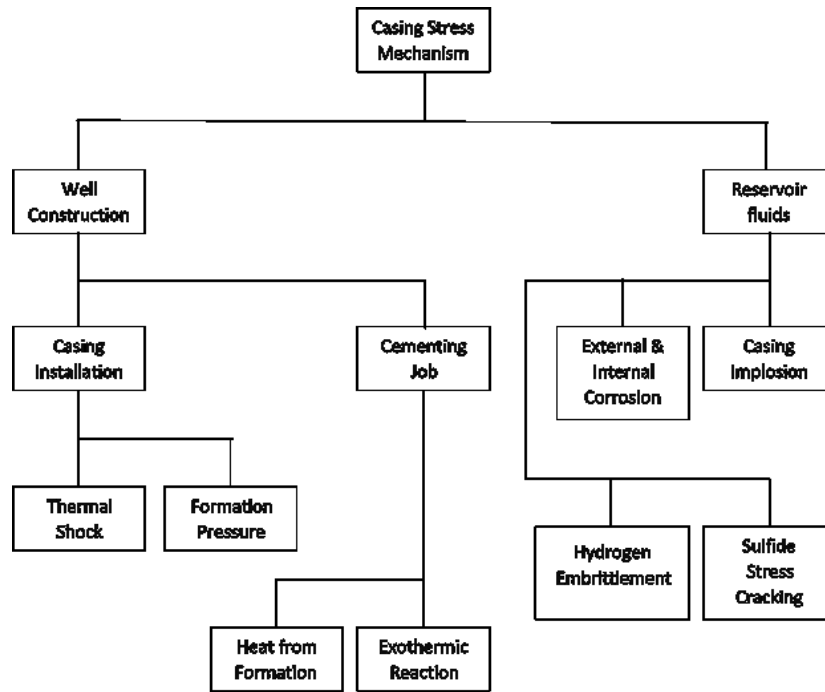 Casing Stress
Mechanism
Well
Construction
Reservoir
fluids
Casing
Installation
Cementing
Job
External &
Internal
Corrosion
Casing
Implosion
Thermal
Shock
Formation
Pressure
Hydrogen
Embrittlement
Sulfide
Stress
Cracking
Heat from
Formation
Exothermic
Reaction